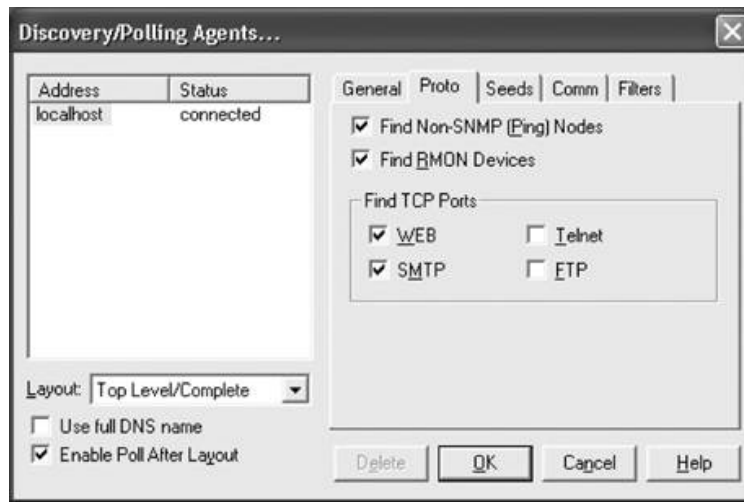 Discovery/Polling Agents...
Address Status
localhost connected
Layout: Top Level/Complete
Use full DNS name
Enable Poll After Layout
General Proto Seeds Comm Filters
Find Non-SNMP (Ping) Nodes
Find RMON Devices
Find TCP Ports
WEB Telnet
SMTP FTP
Delete OK Cancel Help